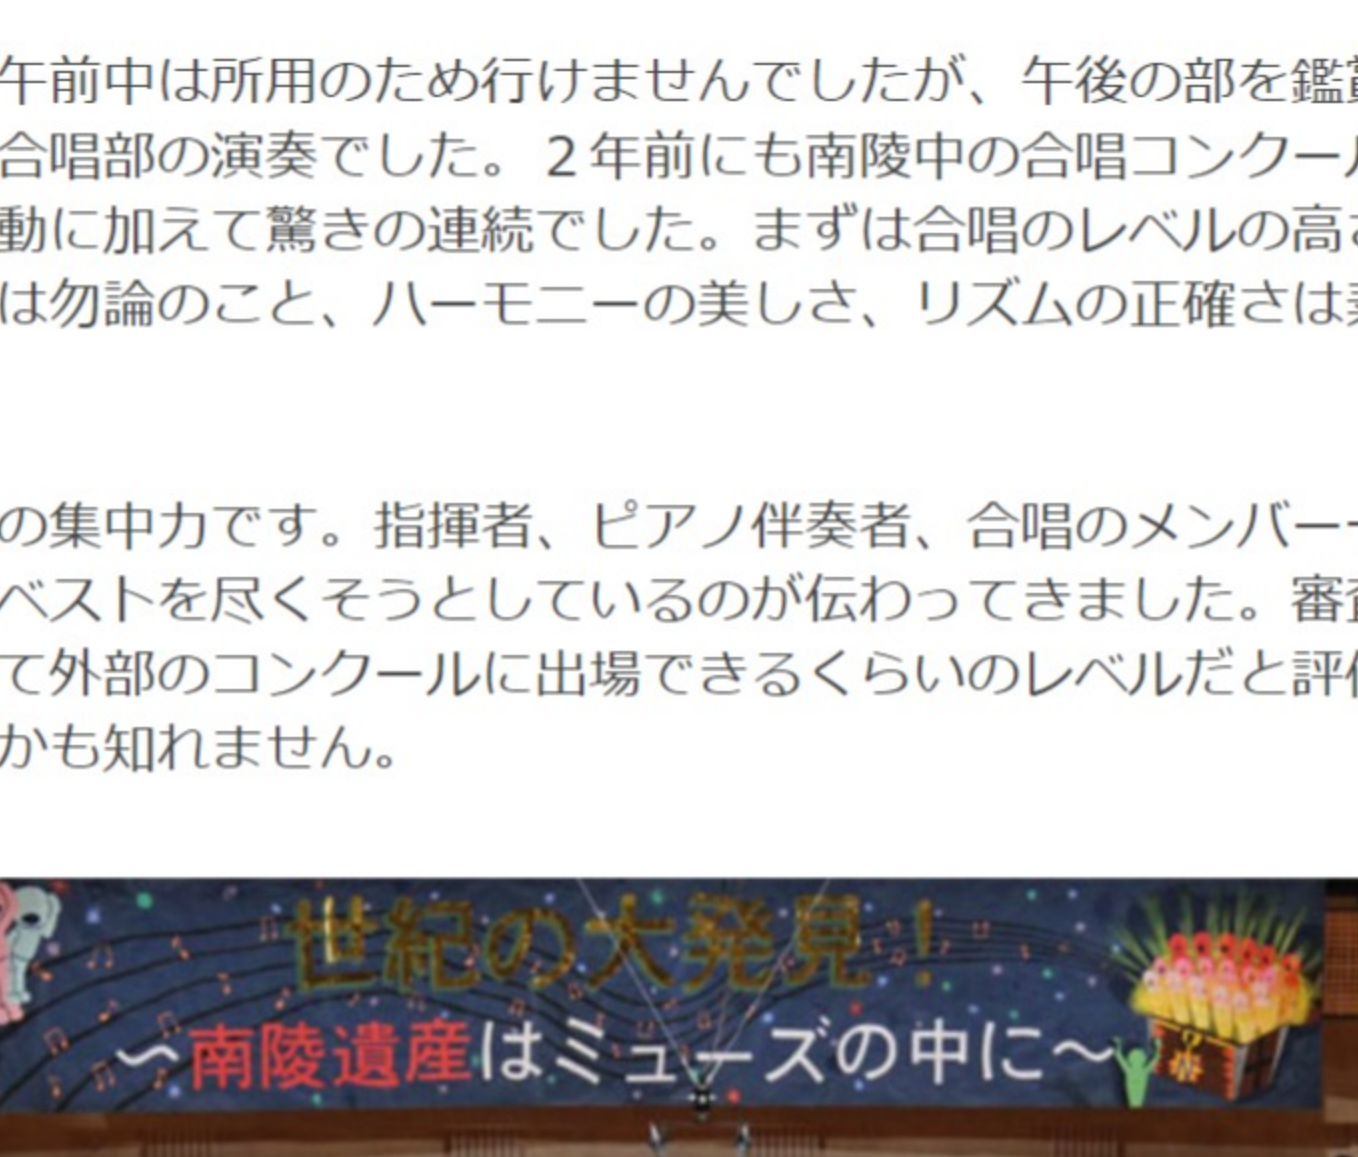 午前中は所用のため行けませんでしたが、午後の部を鑑
合唱部の演奏でした。２年前にも南陵中の合唱コンクール
動に加えて驚きの連続でした。まずは合唱のレベルの高さ
は勿論のこと、ハーモニーの美しさ、リズムの正確さは
の集中力です。指揮者、ピアノ伴奏者、合唱のメンバー
ベストを尽くそうとしているのが伝わってきました。審
て外部のコンクールに出場できるくらいのレベルだと評
かも知れません。
世紀の大発見！
～南陵遺産はミューズの中に～